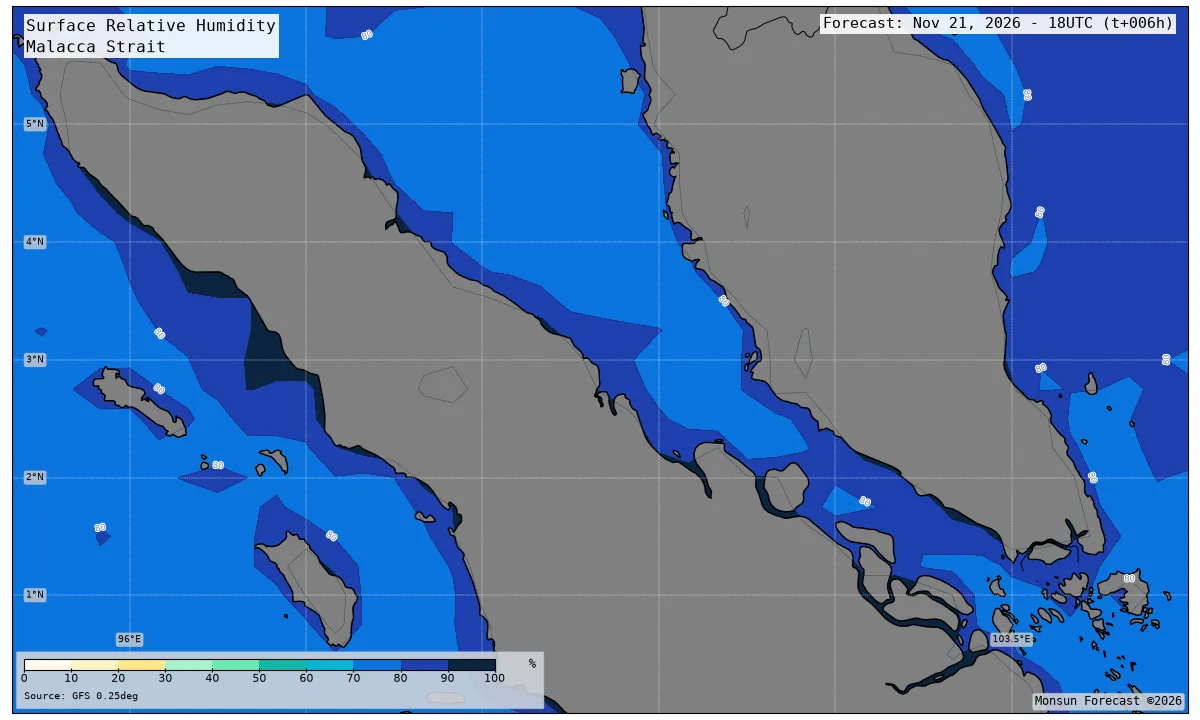 Surface Relative Humidity
Malacca Strait
Forecast: Nov 21, 2026 - 18UTC (t+006h)
80
80
5°N
80
4°N
80
80
3°N
80
80
80
80
2°N
80
80
80
80
1°N
80
96°E
103.5°E
%
0 10 20 30 40 50 60 70 80 90 100
Source: GFS 0.25deg
Monsun Forecast ©2026